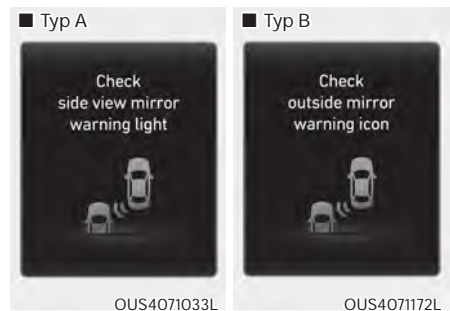 ■ Typ A
Check
side view mirror
warning light
OUS4071033L
■ Typ B
Check
outside mirror
warning icon
OUS4071172L